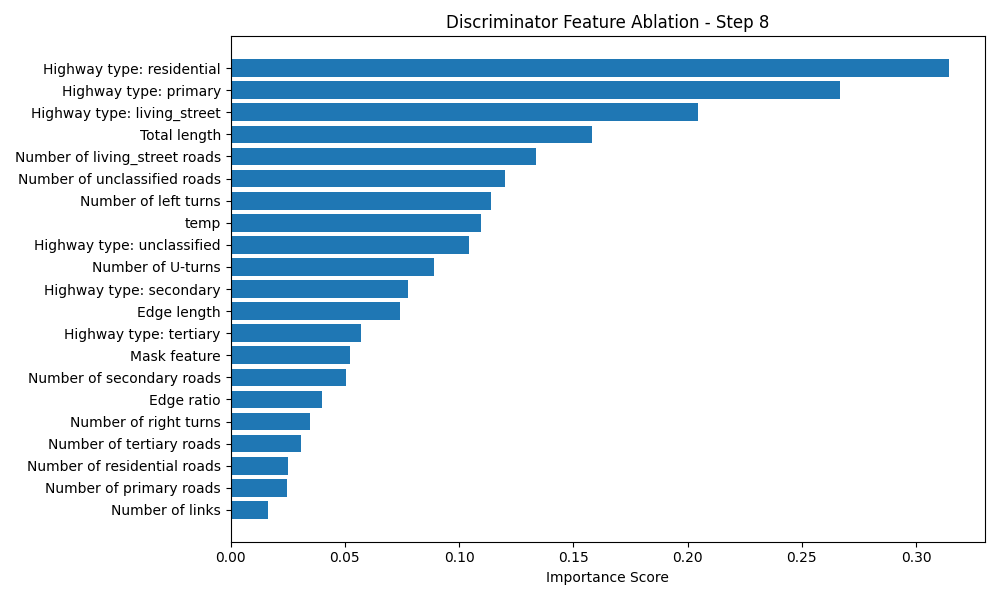 Discriminator Feature Ablation - Step 8
Highway type: residential
Highway type: primary
Highway type: living_street
Total length
Number of living_street roads
Number of unclassified roads
Number of left turns
temp
Highway type: unclassified
Number of U-turns
Highway type: secondary
Edge length
Highway type: tertiary
Mask feature
Number of secondary roads
Edge ratio
Number of right turns
Number of tertiary roads
Number of residential roads
Number of primary roads
Number of links
0.00 0.05 0.10 0.15 0.20 0.25 0.30
Importance Score